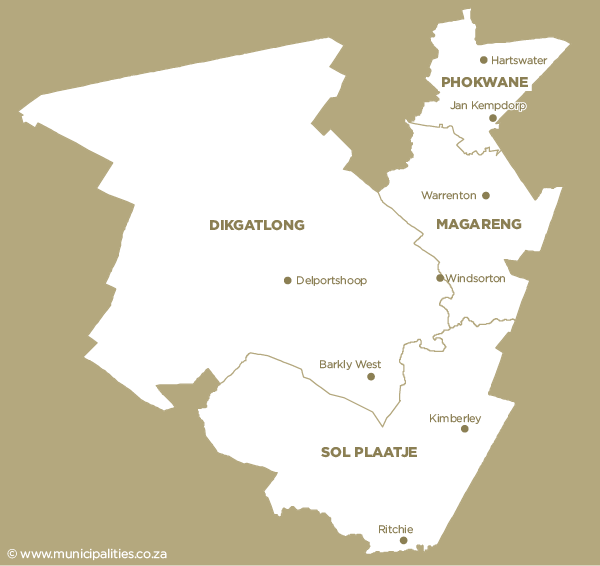 Hartswater
PHOKWANE
Jan Kempdorp
Warrenton
DIKGATLONG
MAGARENG
Delportshoop
Windsorton
Barkly West
Kimberley
SOL PLAATJE
Ritchie
© www.municipalities.co.za